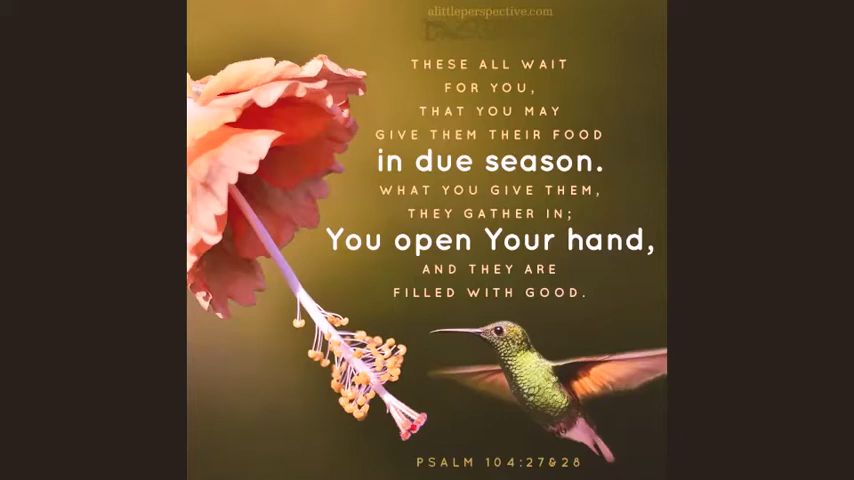 alittleperspective.com
THESE ALL WAIT
FOR YOU,
THAT YOU MAY
GIVE THEM THEIR FOOD
in due season.
WHAT YOU GIVE THEM,
THEY GATHER IN;
You open Your hand,
AND THEY ARE
FILLED WITH GOOD.
PSALM 104:27&28